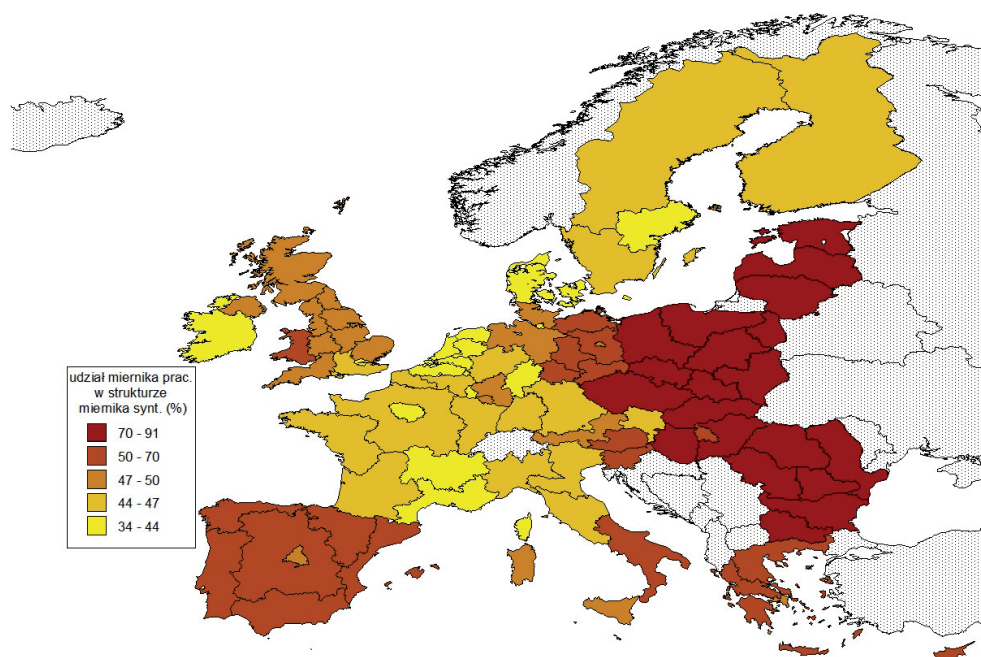 udział miernika prac.
w strukturze
miernika synt. (%)
70 - 91
50 - 70
47 - 50
44 - 47
34 - 44